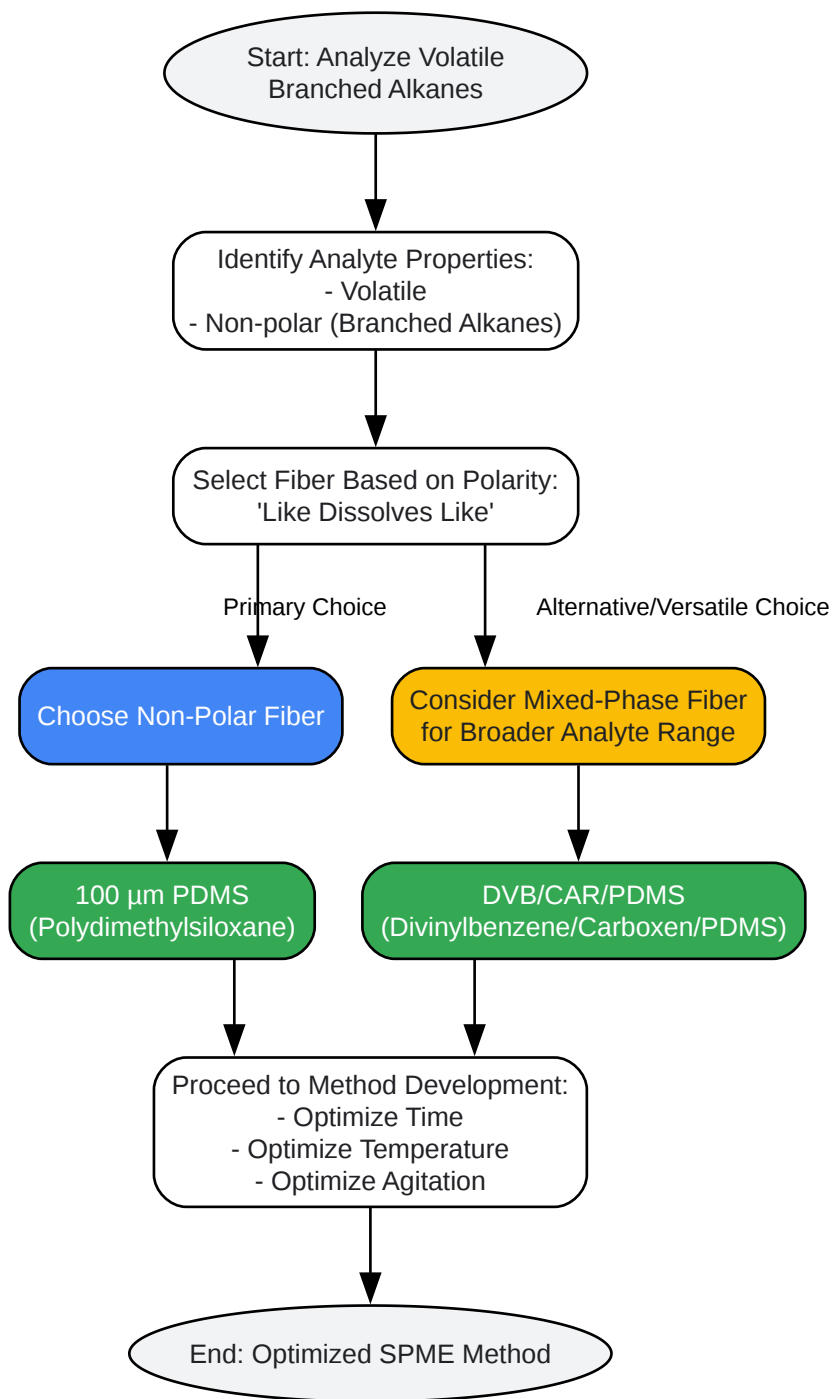 Start: Analyze Volatile
Branched Alkanes
Identify Analyte Properties:
- Volatile
- Non-polar (Branched Alkanes)
Select Fiber Based on Polarity:
'Like Dissolves Like'
Primary Choice
Alternative/Versatile Choice
Choose Non-Polar Fiber
Consider Mixed-Phase Fiber
for Broader Analyte Range
100 µm PDMS
(Polydimethylsiloxane)
DVB/CAR/PDMS
(Divinylbenzene/Carboxen/PDMS)
Proceed to Method Development:
- Optimize Time
- Optimize Temperature
- Optimize Agitation
End: Optimized SPME Method